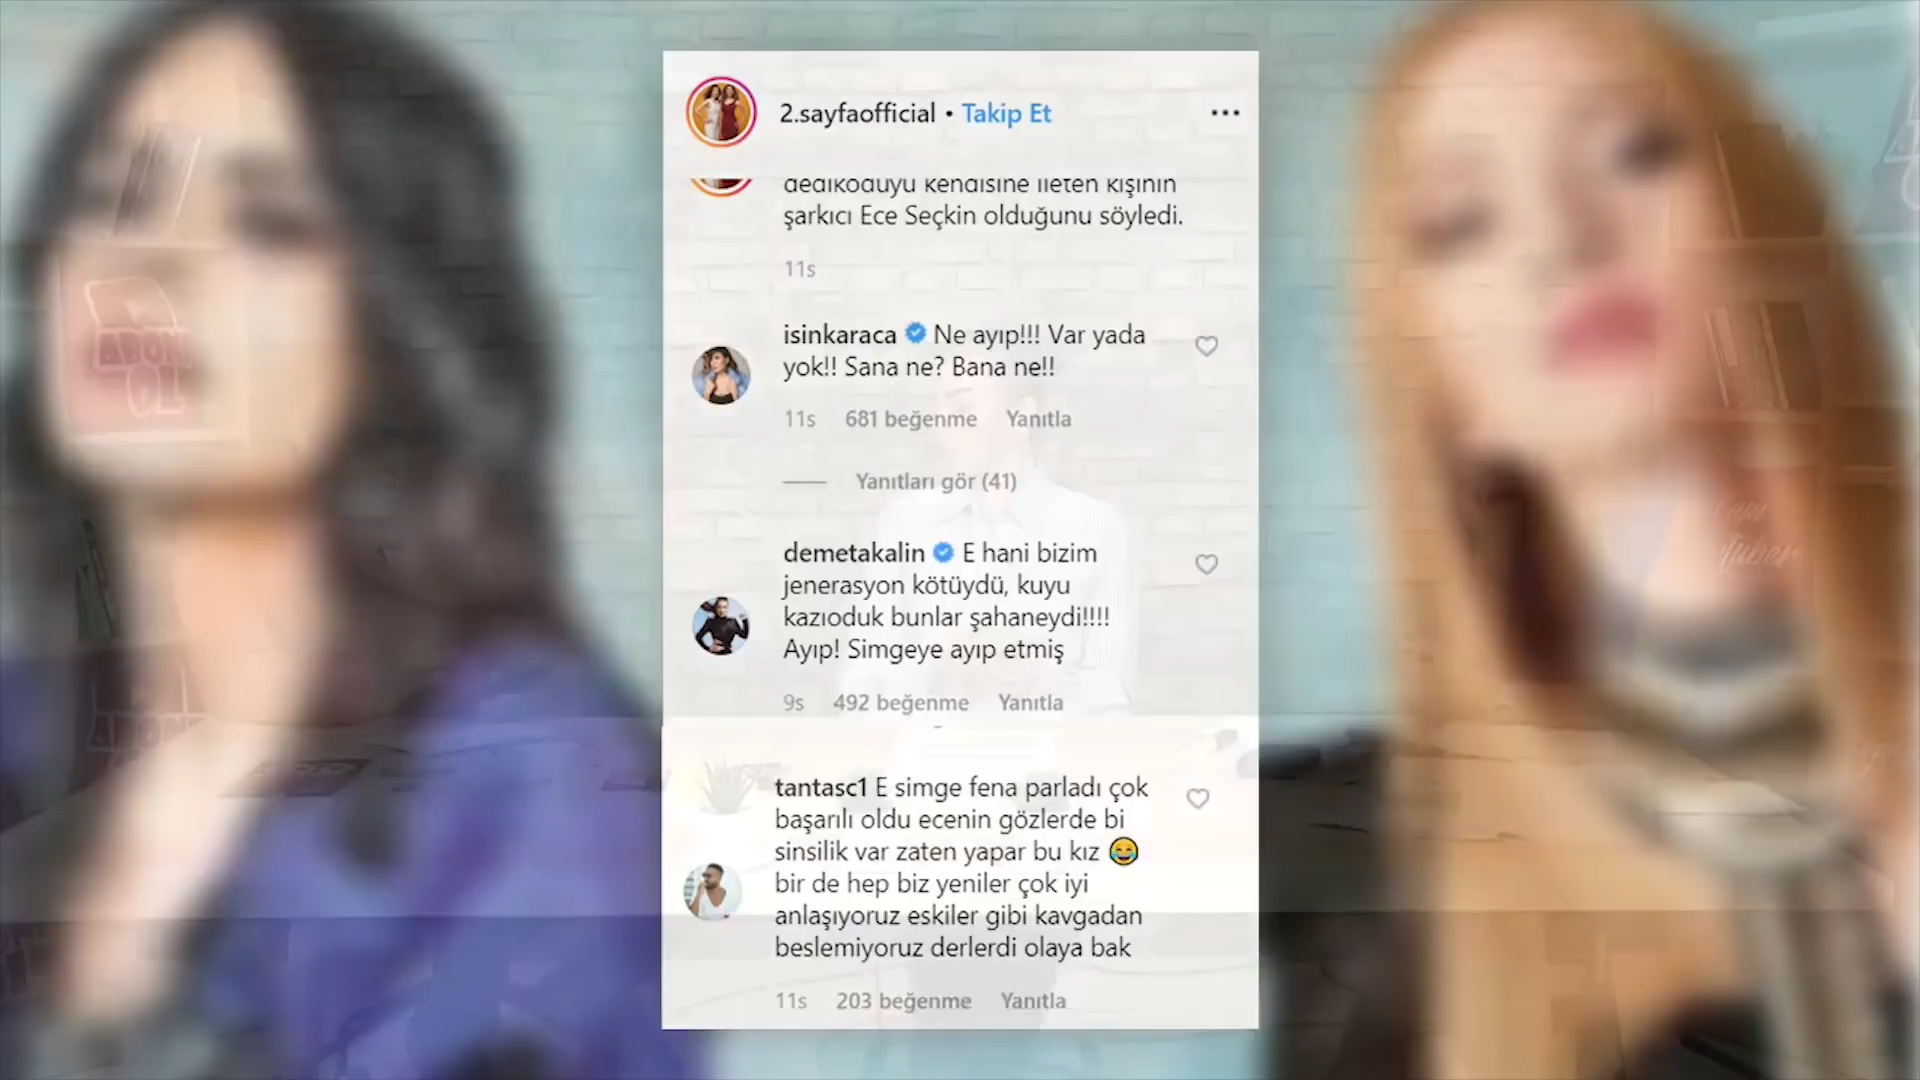 2.sayfaofficial • Takip Et
dedikoduyu kendisine ileten kişinin
şarkıcı Ece Seçkin olduğunu söyledi.
11s
isinkaraca Ne ayıp!!! Var yada
yok!! Sana ne? Bana ne!!
11s 681 beğenme Yanıtla
Yanıtları gör (41)
demetakalin E hani bizim
jenerasyon kötüydü, kuyu
kazıoduk bunlar şahaneydi!!!!
Ayıp! Simgeye ayıp etmiş
9s 492 beğenme Yanıtla
tantasc1 E simge fena parladı çok
başarılı oldu ecenin gözlerde bi
sinsilik var zaten yapar bu kız 😂
bir de hep biz yeniler çok iyi
anlaşıyoruz eskiler gibi kavgadan
beslemiyoruz derlerdi olaya bak
11s 203 beğenme Yanıtla
ABONE
OL